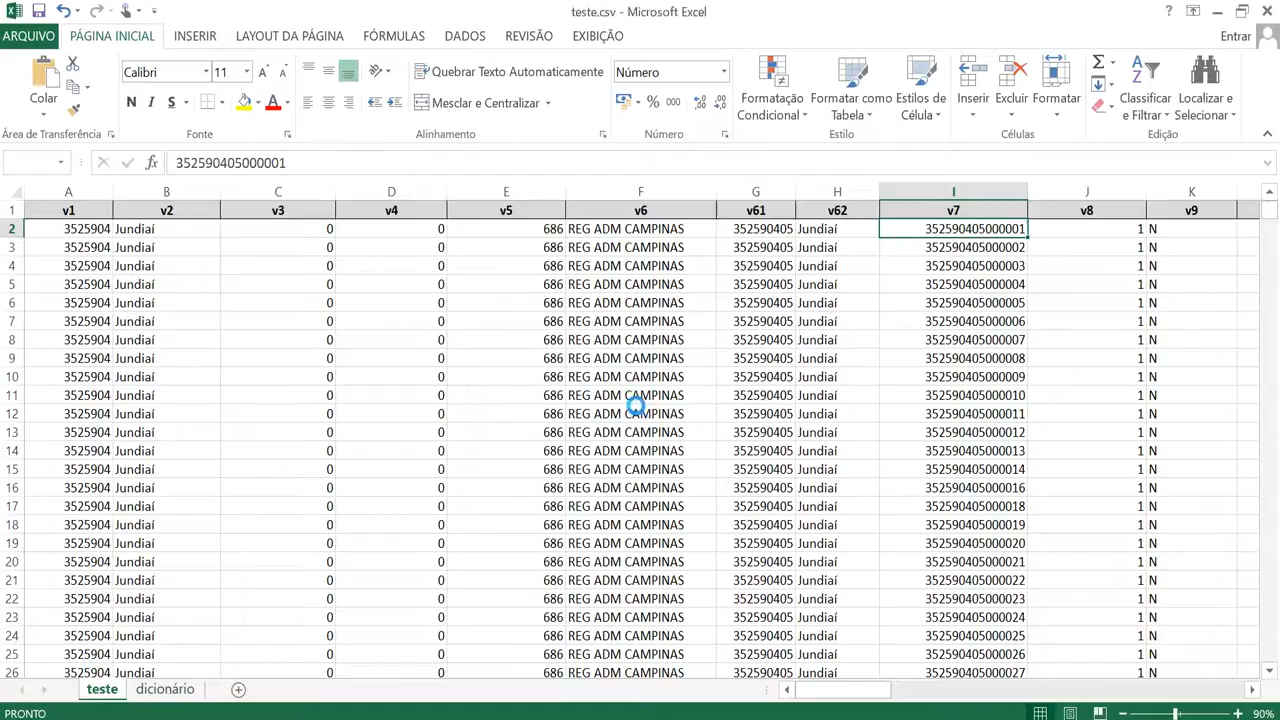 teste.csv - Microsoft Excel
ARQUIVO PÁGINA INICIAL INSERIR LAYOUT DA PÁGINA FÓRMULAS DADOS REVISÃO EXIBIÇÃO Entrar
Colar
Calibri 11
N I S
Quebrar Texto Automaticamente
Mesclar e Centralizar
Número
% 000
Formatação Condicional
Formatar como Tabela
Estilos de Célula
Inserir
Excluir
Formatar
Classificar e Filtrar
Localizar e Selecionar
Área de Transferência Fonte Alinhamento Número Estilo Células Edição
fx 352590405000001
A B C D E F G H I J K
1 v1 v2 v3 v4 v5 v6 v61 v62 v7 v8 v9
2 3525904 Jundiaí 0 0 686 REG ADM CAMPINAS 352590405 Jundiaí 352590405000001 1 N
3 3525904 Jundiaí 0 0 686 REG ADM CAMPINAS 352590405 Jundiaí 352590405000002 1 N
4 3525904 Jundiaí 0 0 686 REG ADM CAMPINAS 352590405 Jundiaí 352590405000003 1 N
5 3525904 Jundiaí 0 0 686 REG ADM CAMPINAS 352590405 Jundiaí 352590405000004 1 N
6 3525904 Jundiaí 0 0 686 REG ADM CAMPINAS 352590405 Jundiaí 352590405000005 1 N
7 3525904 Jundiaí 0 0 686 REG ADM CAMPINAS 352590405 Jundiaí 352590405000006 1 N
8 3525904 Jundiaí 0 0 686 REG ADM CAMPINAS 352590405 Jundiaí 352590405000007 1 N
9 3525904 Jundiaí 0 0 686 REG ADM CAMPINAS 352590405 Jundiaí 352590405000008 1 N
10 3525904 Jundiaí 0 0 686 REG ADM CAMPINAS 352590405 Jundiaí 352590405000009 1 N
11 3525904 Jundiaí 0 0 686 REG ADM CAMPINAS 352590405 Jundiaí 352590405000010 1 N
12 3525904 Jundiaí 0 0 686 REG ADM CAMPINAS 352590405 Jundiaí 352590405000011 1 N
13 3525904 Jundiaí 0 0 686 REG ADM CAMPINAS 352590405 Jundiaí 352590405000012 1 N
14 3525904 Jundiaí 0 0 686 REG ADM CAMPINAS 352590405 Jundiaí 352590405000013 1 N
15 3525904 Jundiaí 0 0 686 REG ADM CAMPINAS 352590405 Jundiaí 352590405000014 1 N
16 3525904 Jundiaí 0 0 686 REG ADM CAMPINAS 352590405 Jundiaí 352590405000016 1 N
17 3525904 Jundiaí 0 0 686 REG ADM CAMPINAS 352590405 Jundiaí 352590405000018 1 N
18 3525904 Jundiaí 0 0 686 REG ADM CAMPINAS 352590405 Jundiaí 352590405000019 1 N
19 3525904 Jundiaí 0 0 686 REG ADM CAMPINAS 352590405 Jundiaí 352590405000020 1 N
20 3525904 Jundiaí 0 0 686 REG ADM CAMPINAS 352590405 Jundiaí 352590405000021 1 N
21 3525904 Jundiaí 0 0 686 REG ADM CAMPINAS 352590405 Jundiaí 352590405000022 1 N
22 3525904 Jundiaí 0 0 686 REG ADM CAMPINAS 352590405 Jundiaí 352590405000023 1 N
23 3525904 Jundiaí 0 0 686 REG ADM CAMPINAS 352590405 Jundiaí 352590405000024 1 N
24 3525904 Jundiaí 0 0 686 REG ADM CAMPINAS 352590405 Jundiaí 352590405000025 1 N
25 3525904 Jundiaí 0 0 686 REG ADM CAMPINAS 352590405 Jundiaí 352590405000026 1 N
26 3525904 Jundiaí 0 0 686 REG ADM CAMPINAS 352590405 Jundiaí 352590405000027 1 N
teste dicionário
PRONTO 90%